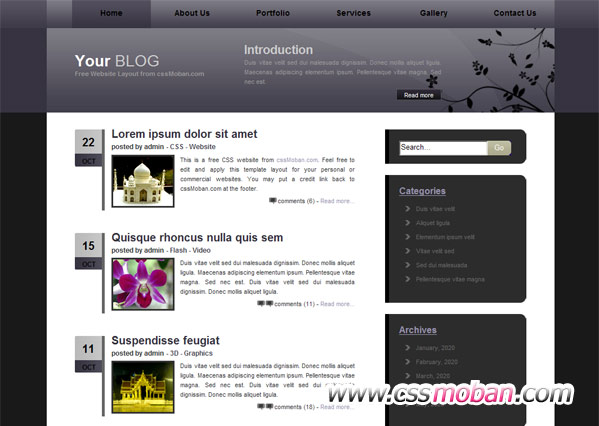 Home About Us Portfolio Services Gallery Contact Us
Your BLOG
Free Website Layout from cssMoban.com
Introduction
Duis vitae velit sed dui malesuada dignissim. Donec mollis aliquet ligula. Maecenas adipiscing elementum ipsum. Pellentesque vitae magna. Sed nec est.
Read more
22
OCT
Lorem ipsum dolor sit amet
posted by admin - CSS - Website
This is a free CSS website from cssMoban.com. Feel free to
edit and apply this template layout for your personal or
commercial websites. You may put a credit link back to
cssMoban.com at the footer.
comments (6) - Read more...
15
OCT
Quisque rhoncus nulla quis sem
posted by admin - Flash - Video
Duis vitae velit sed dui malesuada dignissim. Donec mollis aliquet
ligula. Maecenas adipiscing elementum ipsum. Pellentesque vitae
magna. Sed nec est. Duis vitae velit sed dui malesuada
dignissim. Donec mollis aliquet ligula.
comments (11) - Read more...
11
OCT
Suspendisse feugiat
posted by admin - 3D - Graphics
Duis vitae velit sed dui malesuada dignissim. Donec mollis aliquet
ligula. Maecenas adipiscing elementum ipsum. Pellentesque vitae
magna. Sed nec est. Duis vitae velit sed dui malesuada
dignissim. Donec mollis aliquet ligula.
comments (18) - Read more...
Search... Go
Categories
Duis vitae velit
Aliquet ligula
Elementum ipsum velit
Vitae velit sed
Sed dui malesuada
Pellentesque vitae magna
Archives
January, 2020
February, 2020
March, 2020
www.cssmoban.com